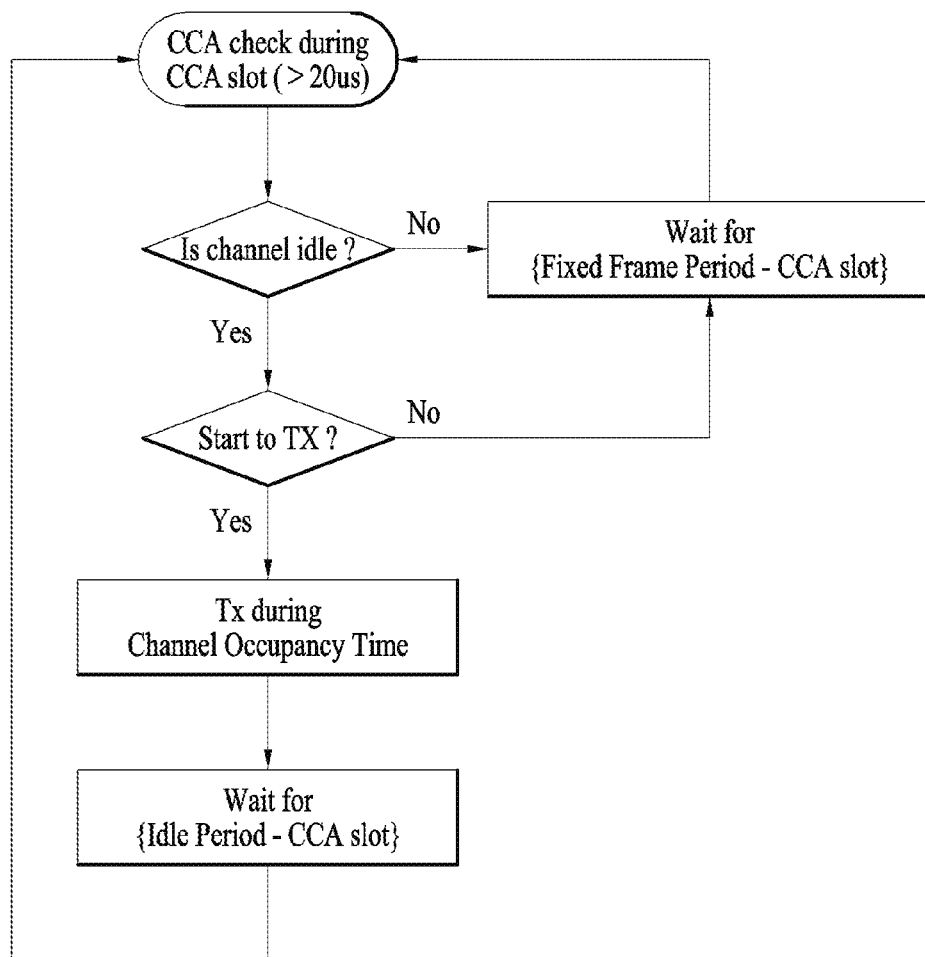 CCA check during
CCA slot ( > 20us)
Is channel idle ?
No
Wait for
{Fixed Frame Period - CCA slot}
Yes
Start to TX ?
No
Yes
Tx during
Channel Occupancy Time
Wait for
{Idle Period - CCA slot}